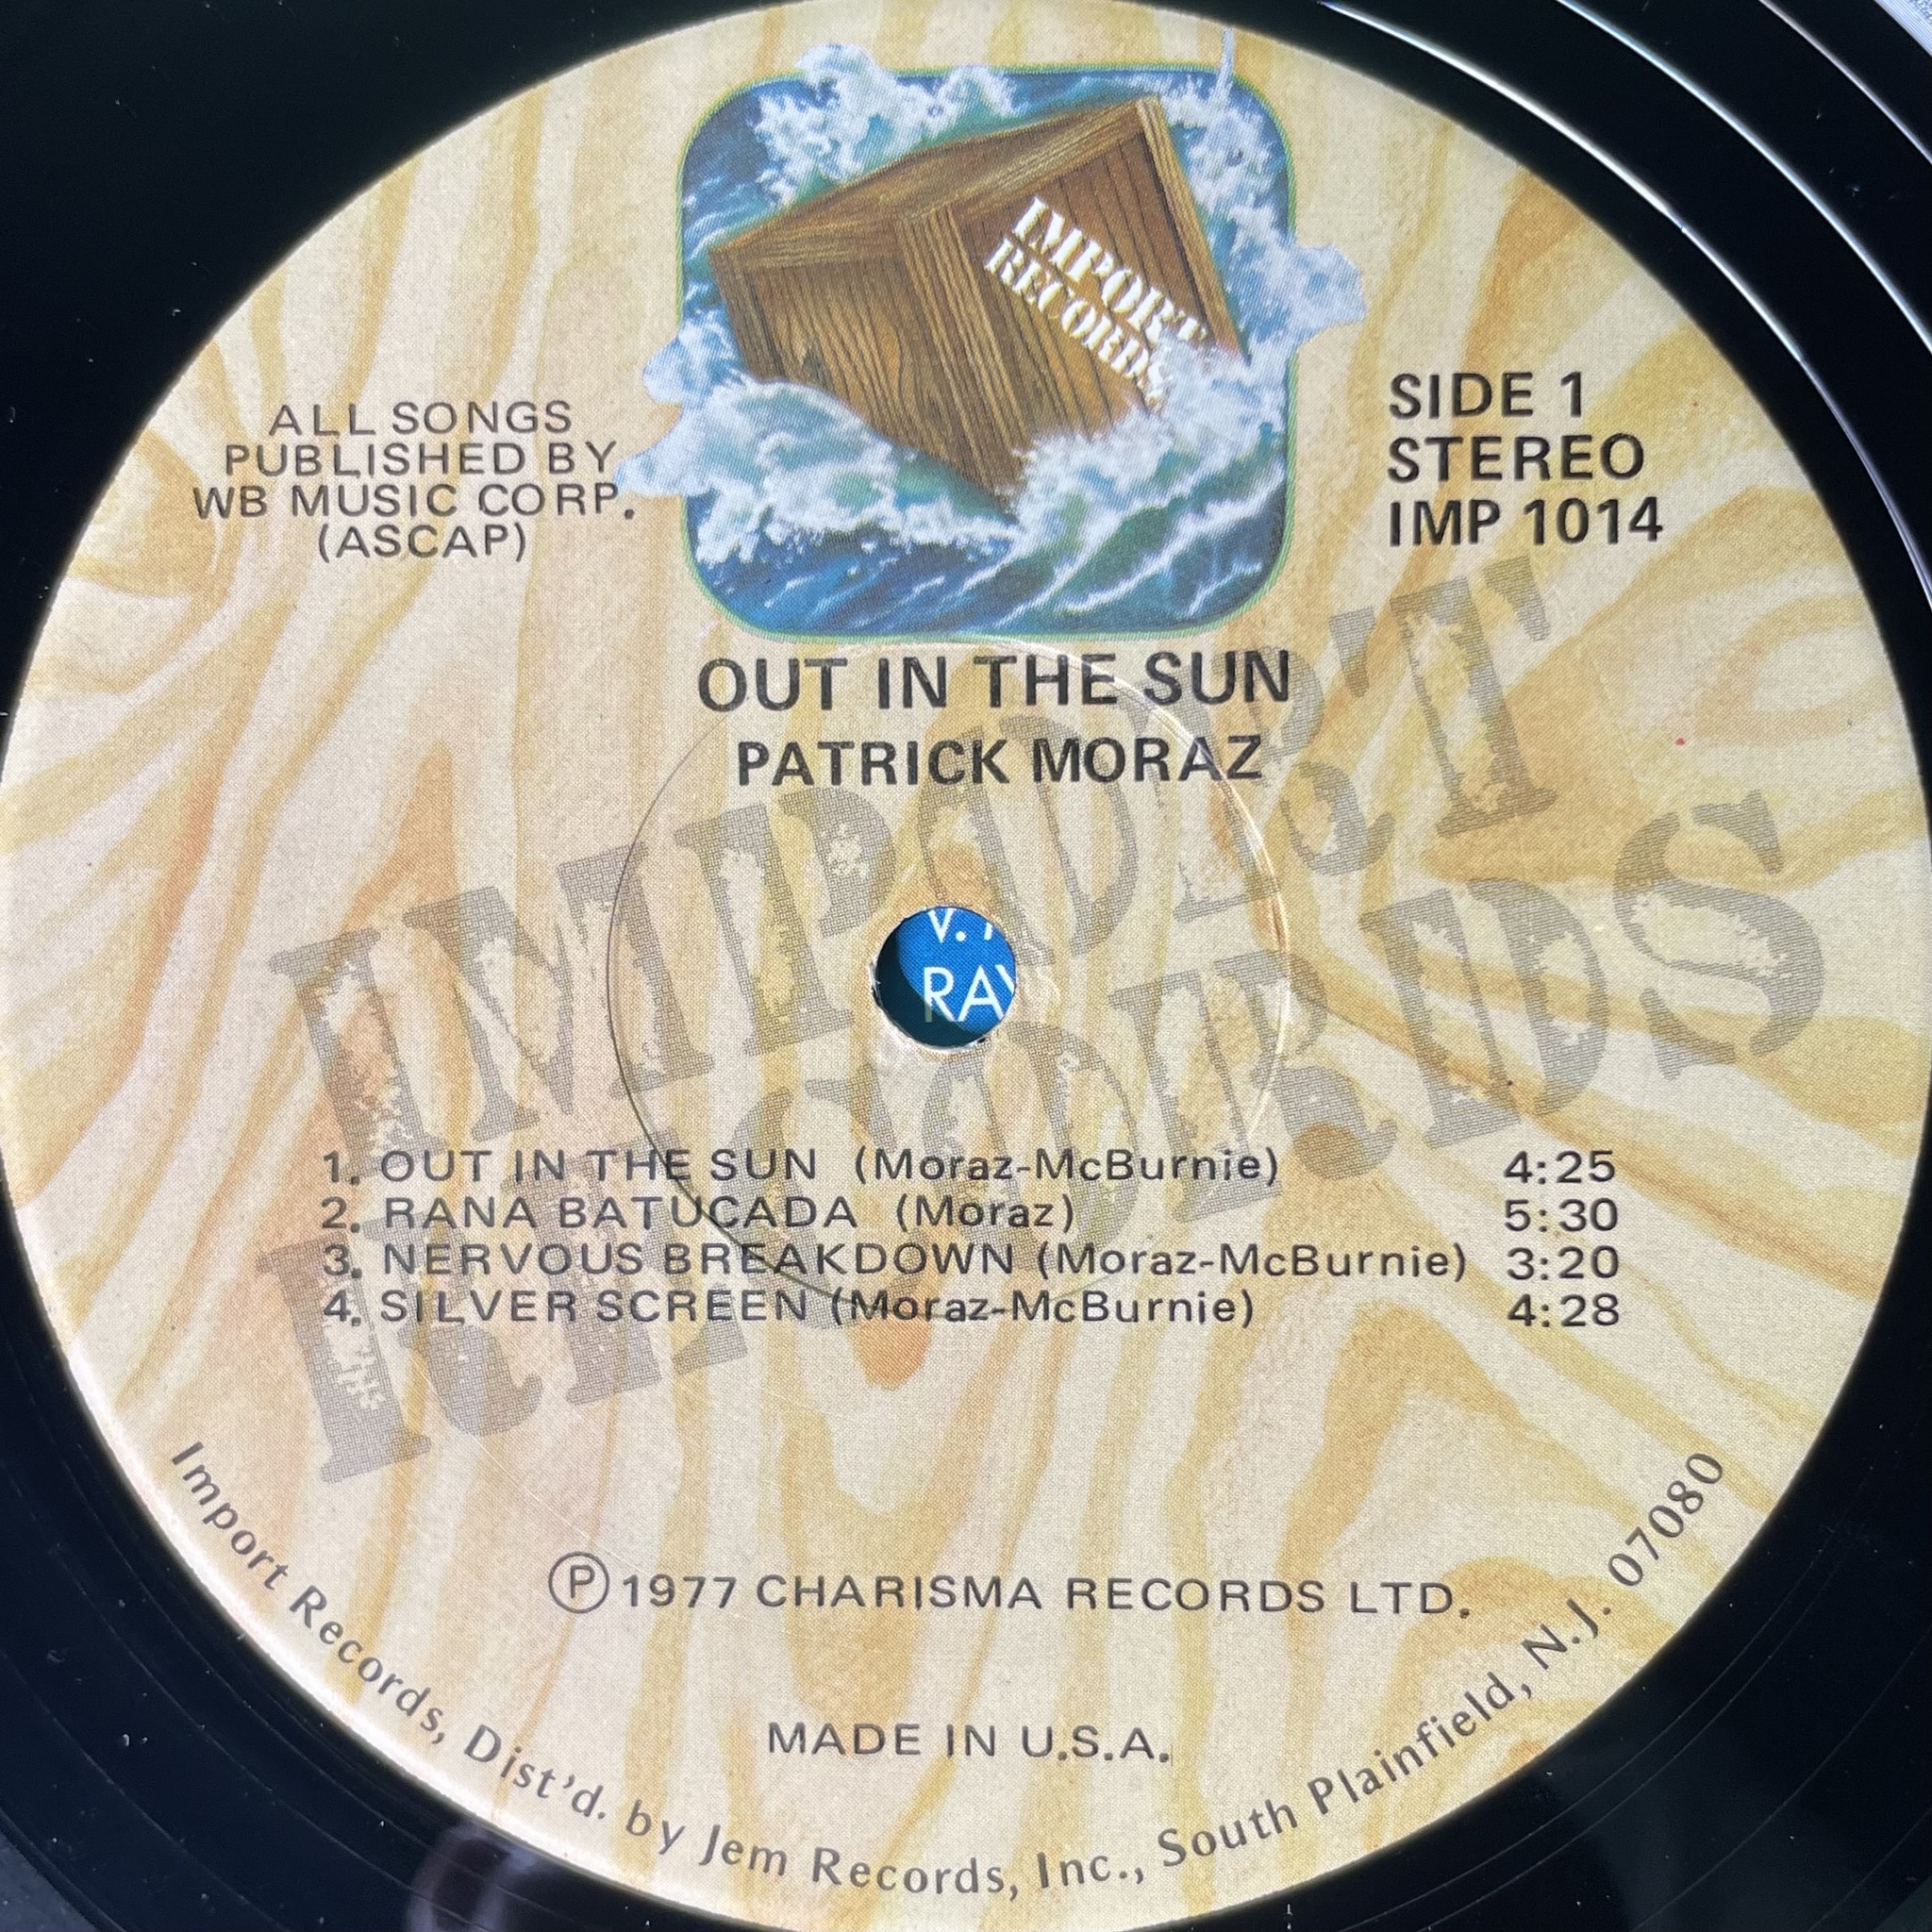 IMPORT
RECORDS
ALL SONGS
PUBLISHED BY
WB MUSIC CORP.
(ASCAP)
SIDE 1
STEREO
IMP 1014
OUT IN THE SUN
PATRICK MORAZ
IMPORT
RECORDS
V.
RAY
1. OUT IN THE SUN (Moraz-McBurnie) 4:25
2. RANA BATUCADA (Moraz) 5:30
3. NERVOUS BREAKDOWN (Moraz-McBurnie) 3:20
4. SILVER SCREEN (Moraz-McBurnie) 4:28
Ⓟ 1977 CHARISMA RECORDS LTD.
MADE IN U.S.A.
Import Records, Dist'd. by Jem Records, Inc., South Plainfield, N.J. 07080